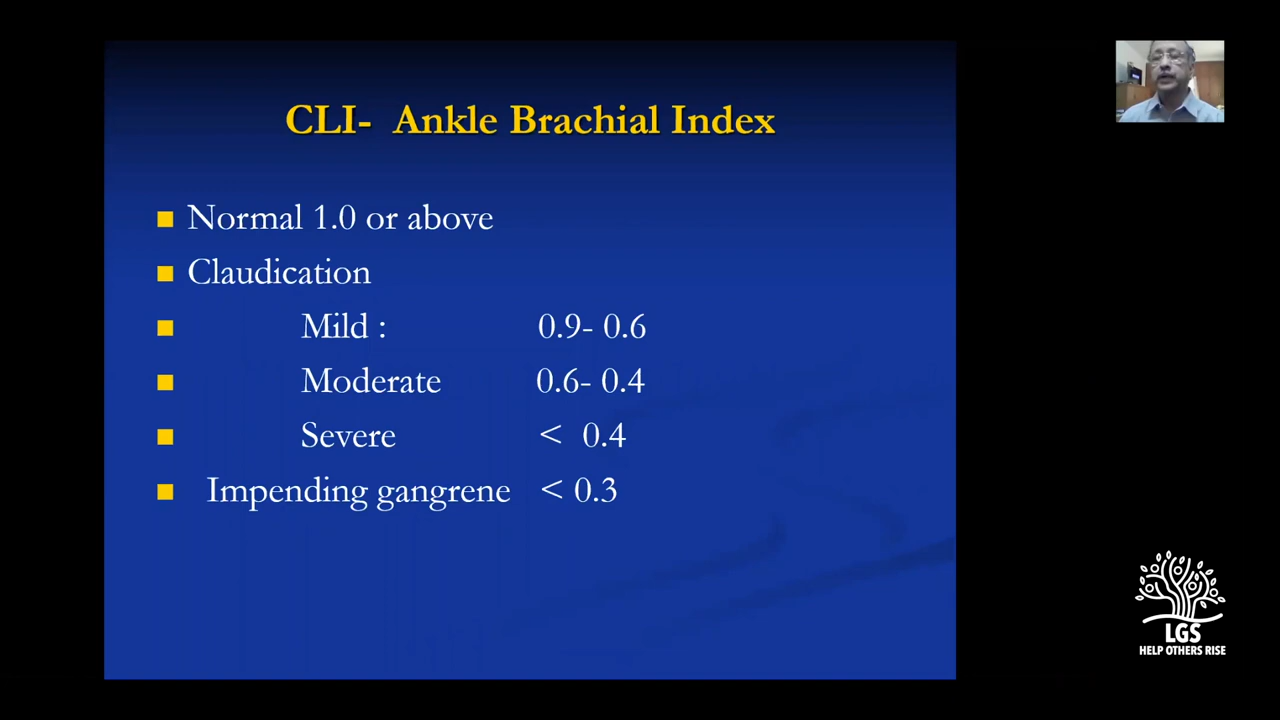 CLI- Ankle Brachial Index
Normal 1.0 or above
Claudication
Mild : 0.9- 0.6
Moderate 0.6- 0.4
Severe < 0.4
Impending gangrene < 0.3
LGS
HELP OTHERS RISE